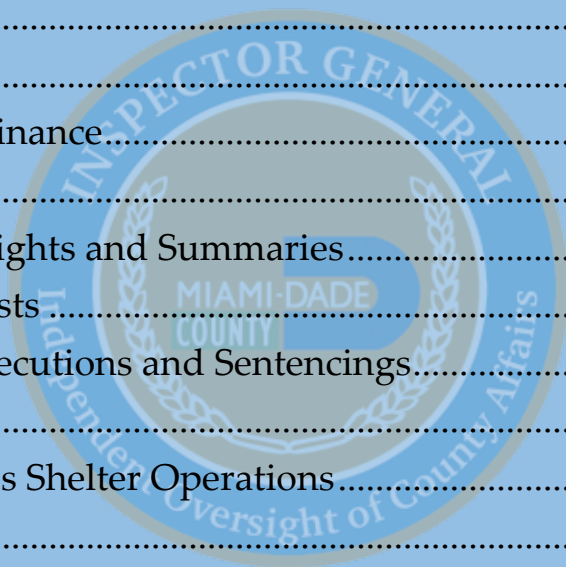 ........................................
........................................
inance........................................
........................................
ights and Summaries........................................
sts ........................................
ecutions and Sentencings........................................
........................................
s Shelter Operations........................................
........................................
INSPECTOR GENERAL
MIAMI-DADE
COUNTY
Independent Oversight of County Affairs